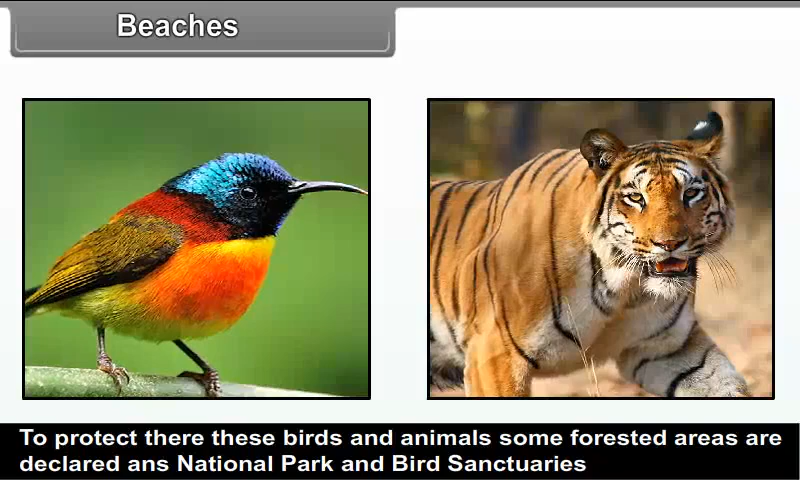 Beaches
To protect there these birds and animals some forested areas are
declared ans National Park and Bird Sanctuaries